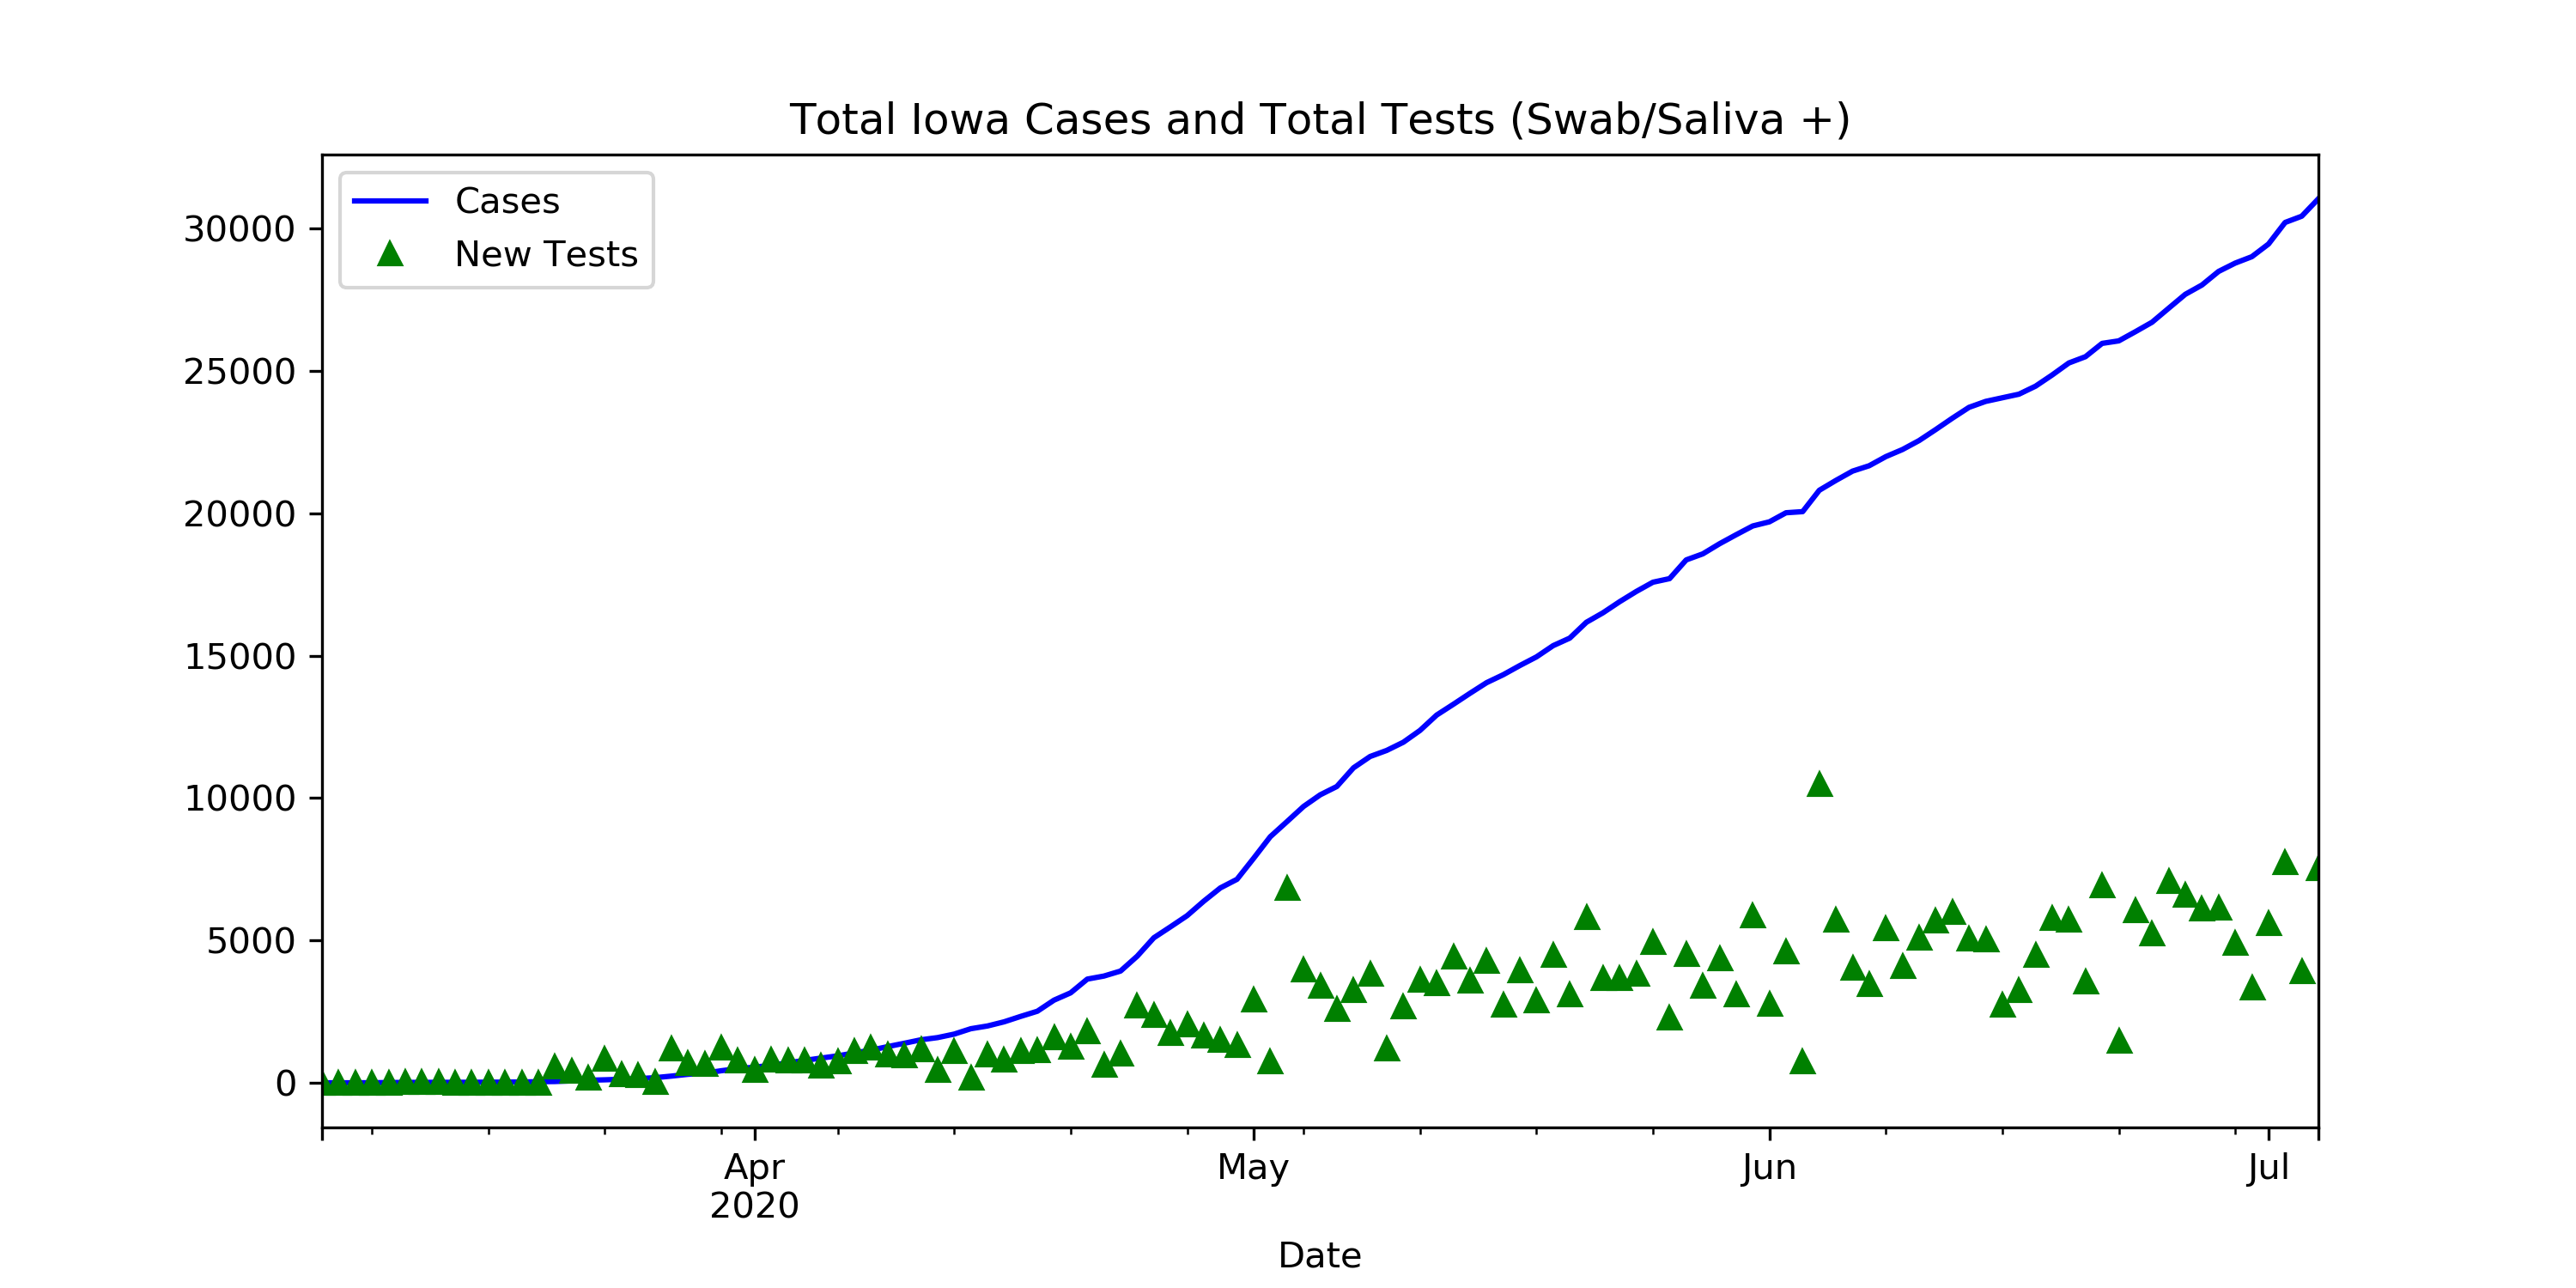 Total Iowa Cases and Total Tests (Swab/Saliva +)
Cases
New Tests
30000
25000
20000
15000
10000
5000
0
Apr
2020
May
Jun
Jul
Date